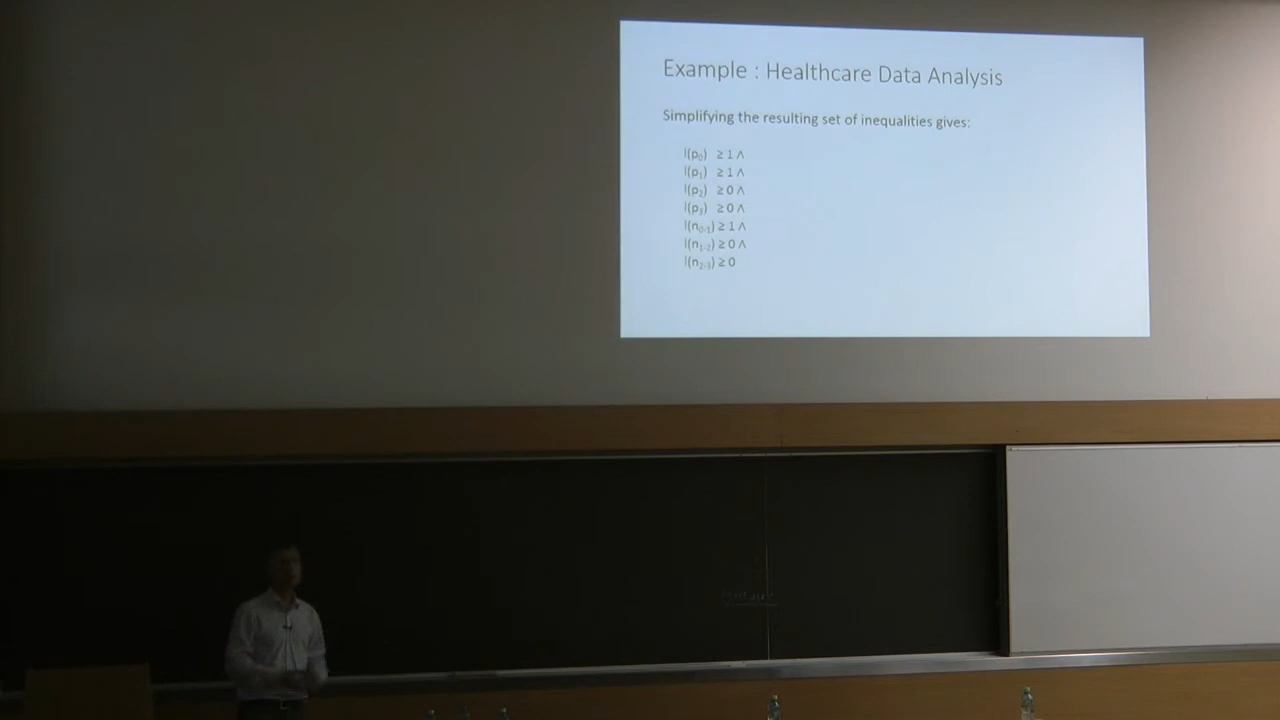 Example : Healthcare Data Analysis
Simplifying the resulting set of inequalities gives:
l(p₀) ≥ 1 ∧
l(p₁) ≥ 1 ∧
l(p₂) ≥ 0 ∧
l(p₃) ≥ 0 ∧
l(n₀₋₁) ≥ 1 ∧
l(n₁₋₂) ≥ 0 ∧
l(n₂₋₃) ≥ 0